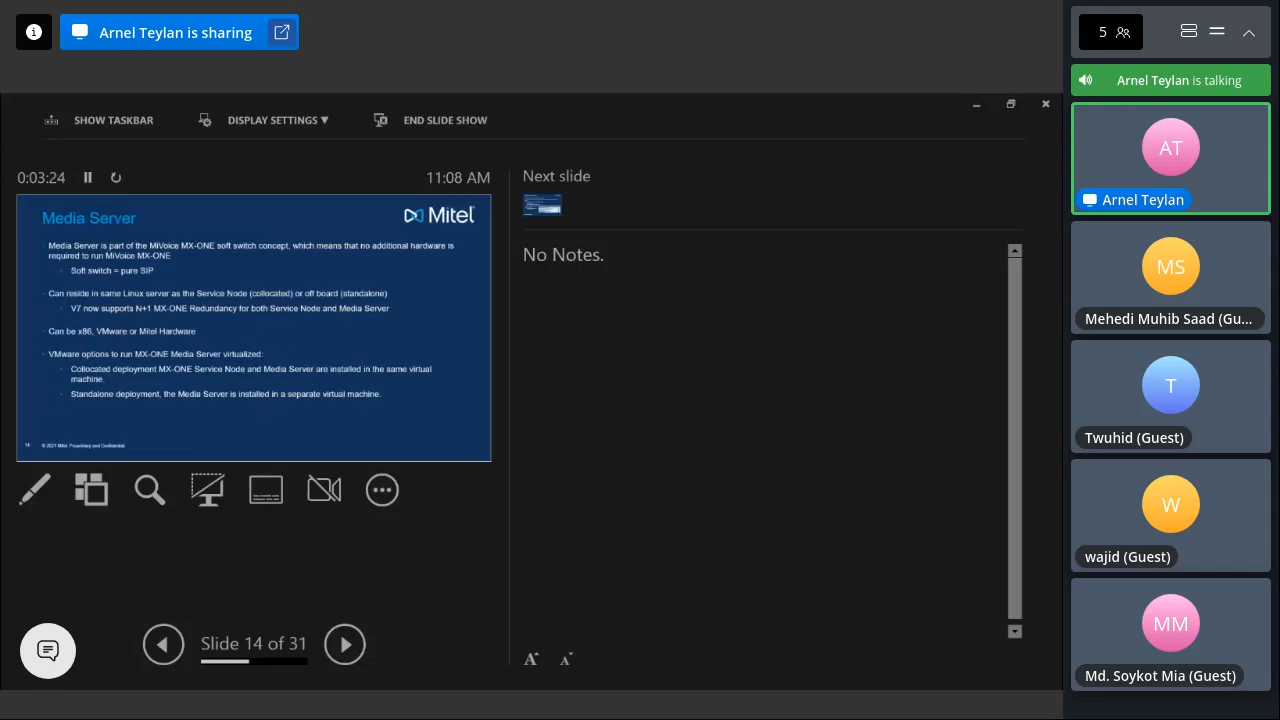 Arnel Teylan is sharing
5
Arnel Teylan is talking
SHOW TASKBAR
DISPLAY SETTINGS ▼
END SLIDE SHOW
0:03:24
11:08 AM
Media Server
Mitel
Media Server is part of the MiVoice MX-ONE soft switch concept, which means that no additional hardware is
required to run MiVoice MX-ONE
Soft switch = pure SIP
Can reside in same Linux server as the Service Node (collocated) or off board (standalone)
V7 now supports N+1 MX-ONE Redundancy for both Service Node and Media Server
Can be x86, VMware or Mitel Hardware
VMware options to run MX-ONE Media Server virtualized:
Collocated deployment MX-ONE Service Node and Media Server are installed in the same virtual
machine.
Standalone deployment, the Media Server is installed in a separate virtual machine.
14
© 2021 Mitel. Proprietary and Confidential.
Slide 14 of 31
Next slide
No Notes.
A
A
AT
Arnel Teylan
MS
Mehedi Muhib Saad (Gu...
T
Twuhid (Guest)
W
wajid (Guest)
MM
Md. Soykot Mia (Guest)